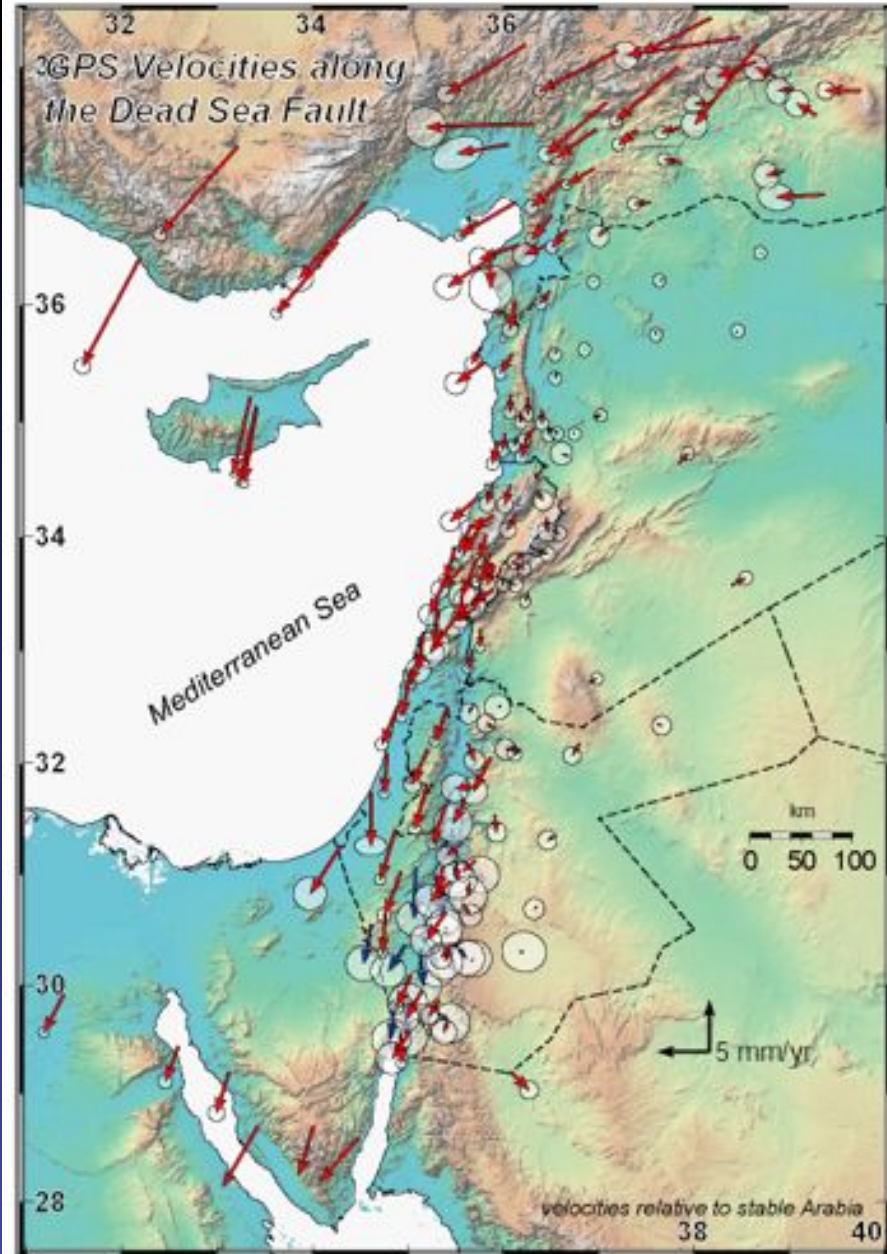 32 34 36
GPS Velocities along
the Dead Sea Fault
36
34
Mediterranean Sea
32
km
0 50 100
30
5 mm/yr
28
velocities relative to stable Arabia
38 40